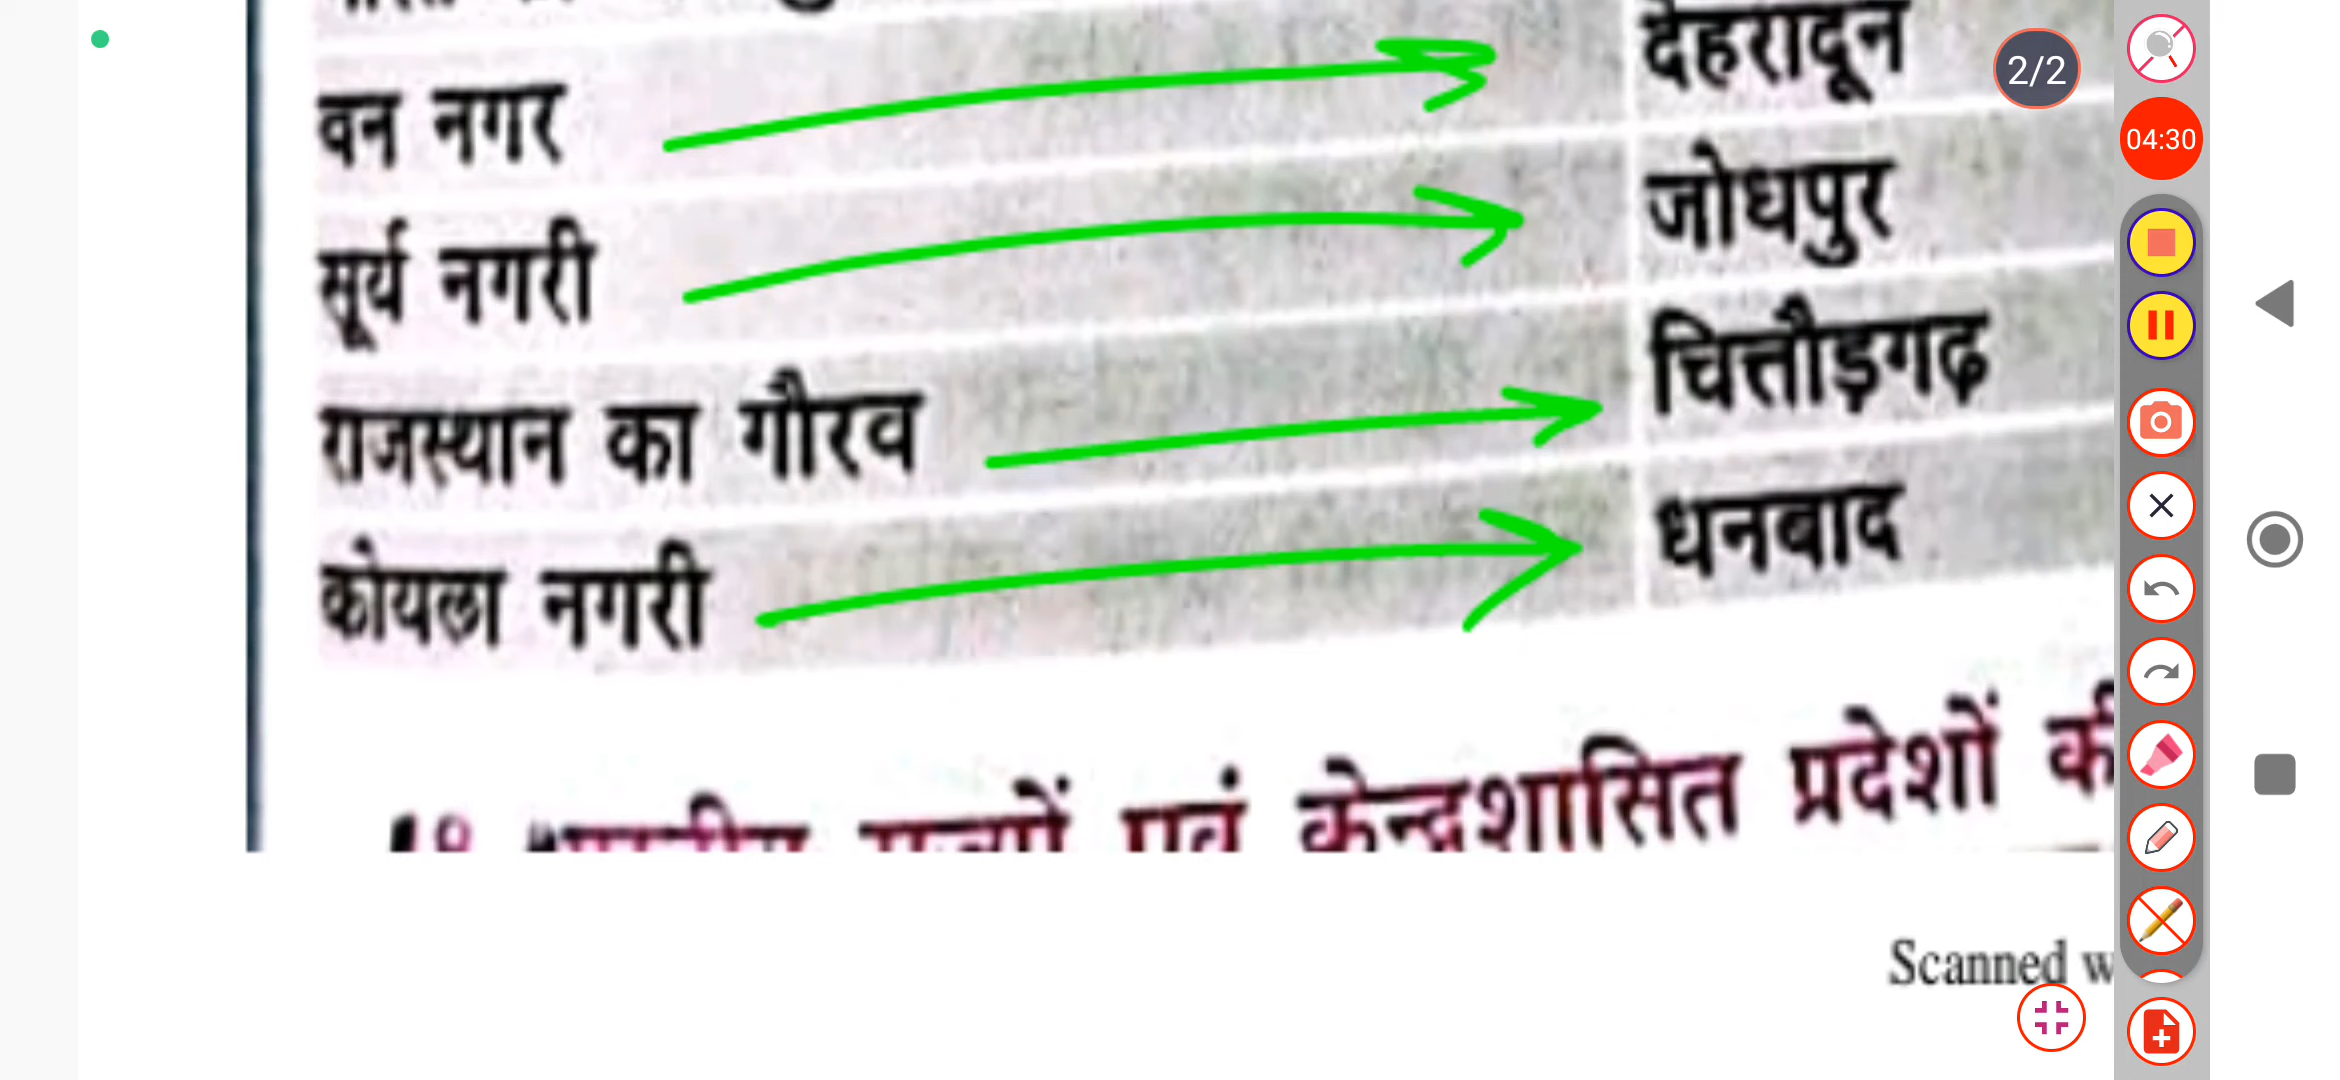 देहरादून
2/2
वन नगर
04:30
जोधपुर
सूर्य नगरी
चित्तौड़गढ़
राजस्थान का गौरव
धनबाद
कोयला नगरी
एवं केन्द्रशासित प्रदेशों की
Scanned w